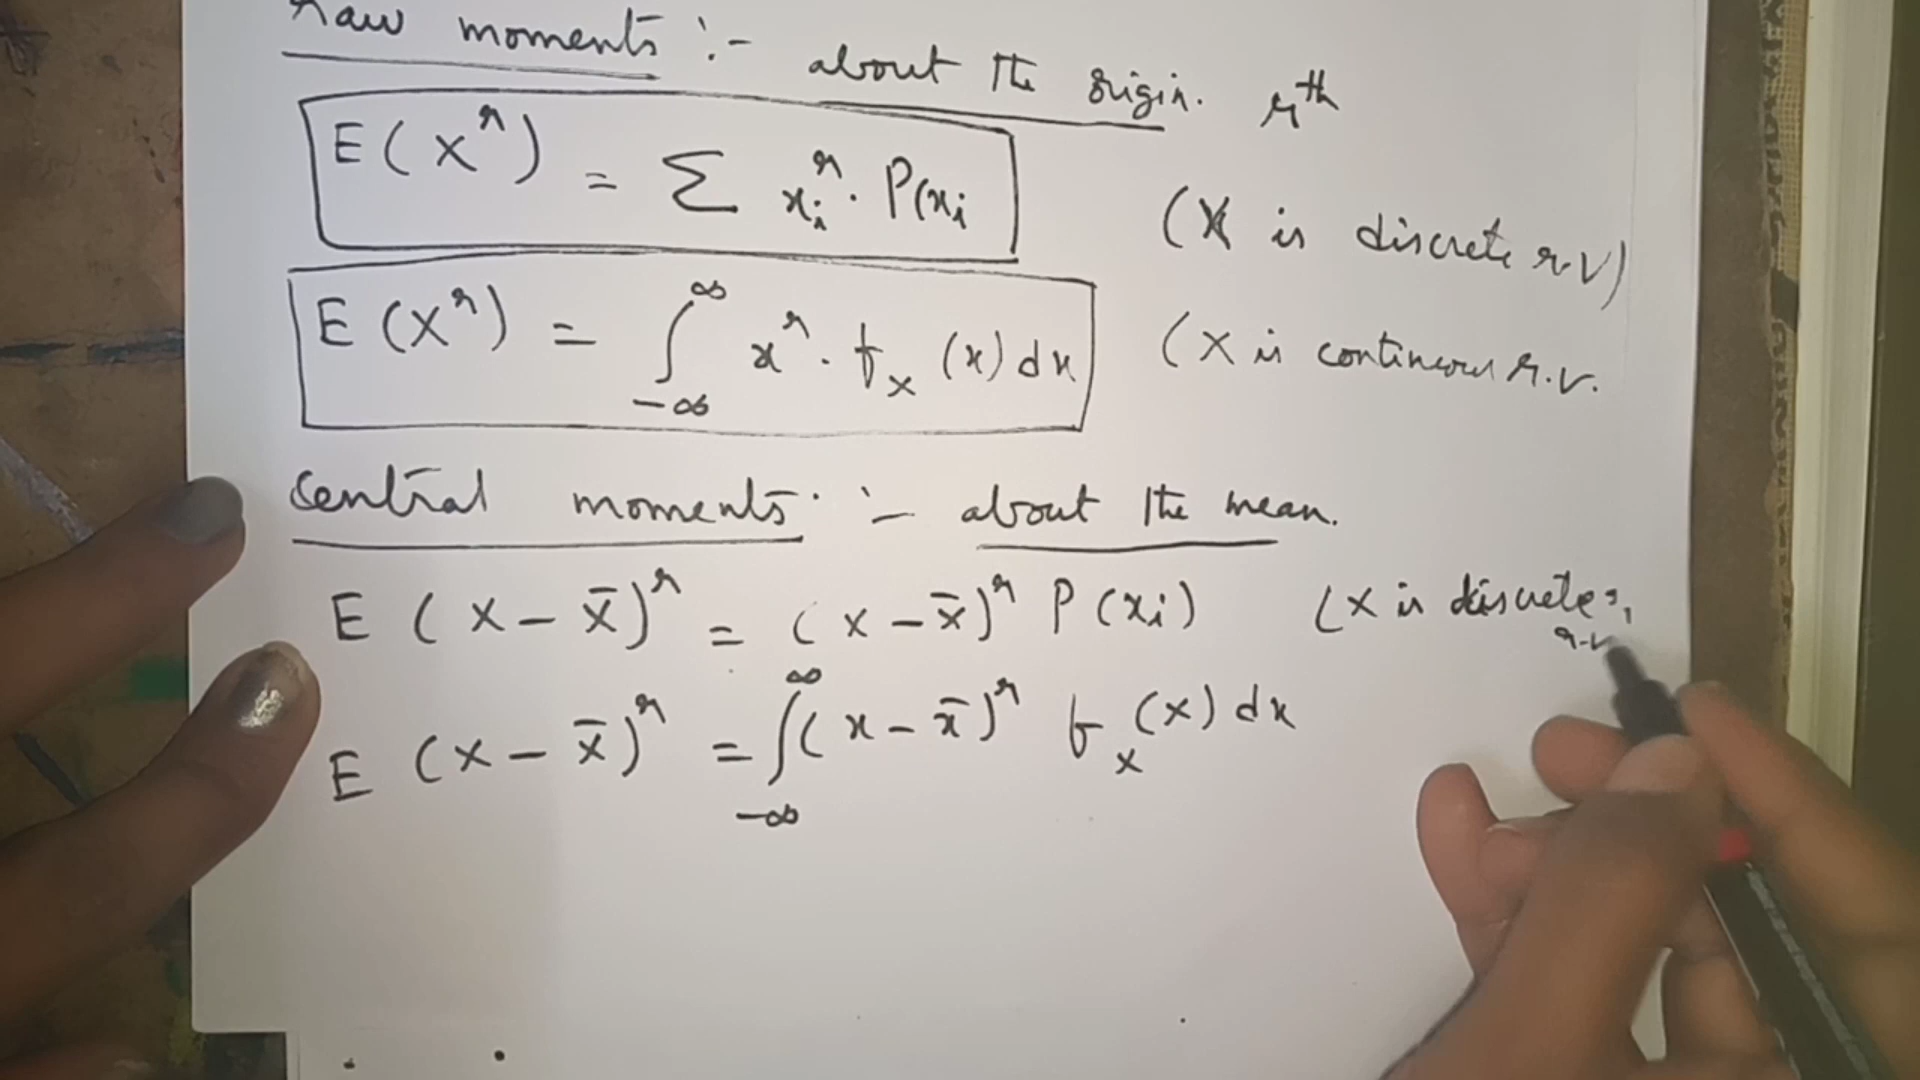 raw moments :- about the origin. rth
E(X^r) = Σ x_i^r . P(x_i
(X is discrete r.v)
E(X^r) = ∫_{-∞}^{∞} x^r . f_x (x) dx
(X is continous r.v.
Central moments. :- about the mean.
E (x - x̄)^r = (x - x̄)^r P(x_i) (X is discrete r.v
E (x - x̄)^r = ∫_{-∞}^{∞} (x - x̄)^r f_x (x) dx